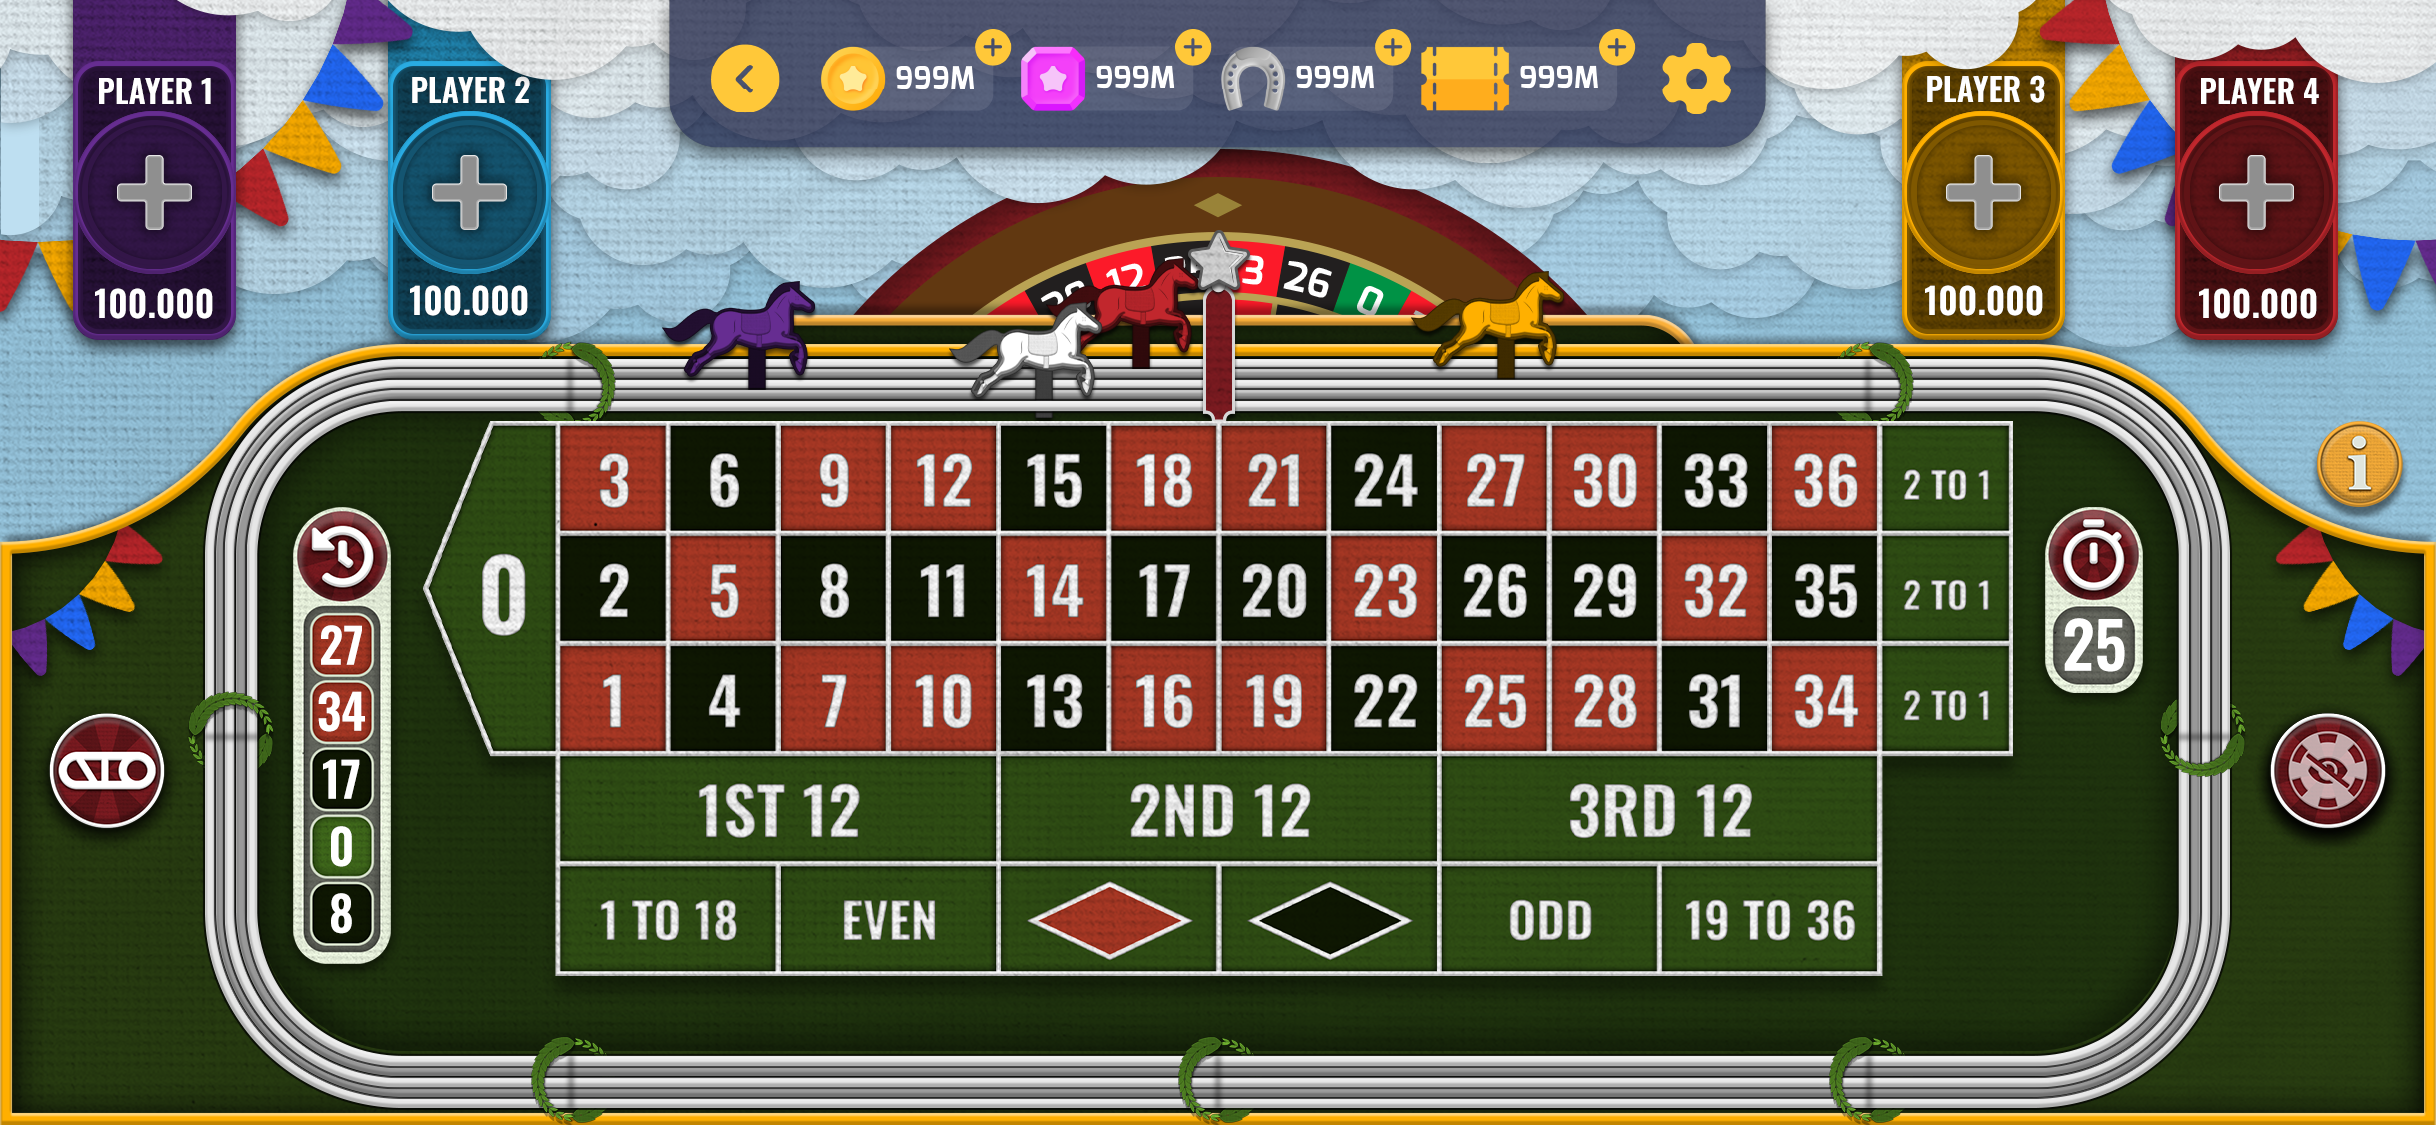 999M 999M 999M 999M
PLAYER 1
100.000
PLAYER 2
100.000
PLAYER 3
100.000
PLAYER 4
100.000
12 3 26 0
3 6 9 12 15 18 21 24 27 30 33 36 2 TO 1
0 2 5 8 11 14 17 20 23 26 29 32 35 2 TO 1
1 4 7 10 13 16 19 22 25 28 31 34 2 TO 1
1ST 12 2ND 12 3RD 12
1 TO 18 EVEN ODD 19 TO 36
27
34
17
0
8
25
i